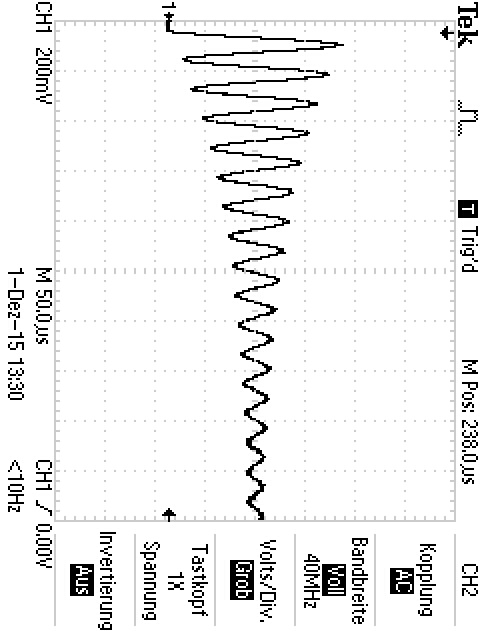 Tek
T Trig'd
M Pos: 238.0µs
CH2
Kopplung
AC
Bandbreite
Voll
40MHz
Volts/Div.
Grob
Tastkopf
1X
Spannung
Invertierung
Aus
1
CH1 200mV
M 50.0µs
CH1 / 0.00V
1-Dez-15 13:30
<10Hz